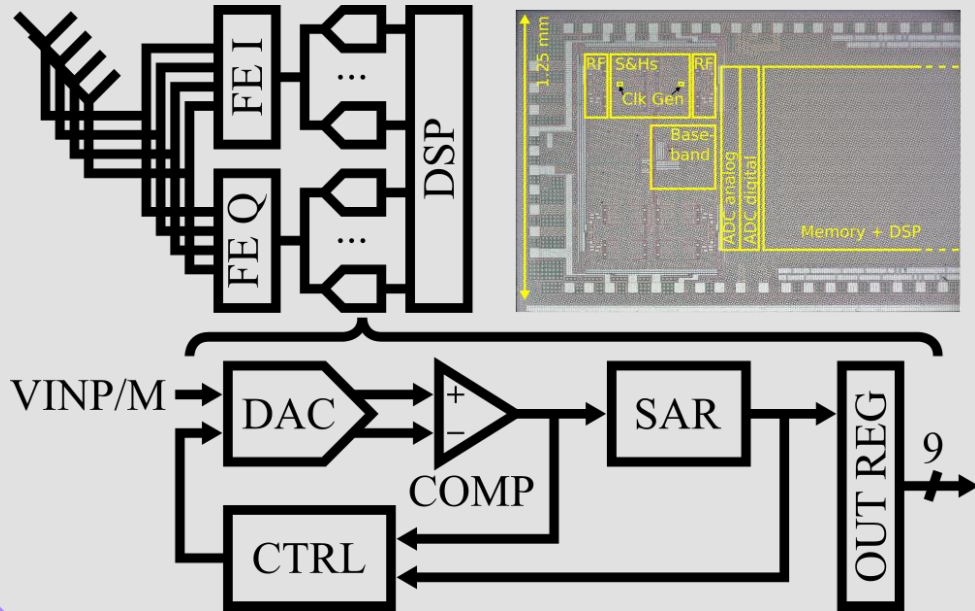 FE I
...
...
FE Q
DSP
1.25 mm
RF
S&Hs
RF
Clk Gen
Base-
band
ADC analog
ADC digital
Memory + DSP
VINP/M
DAC
+
−
COMP
SAR
OUT REG
9
CTRL